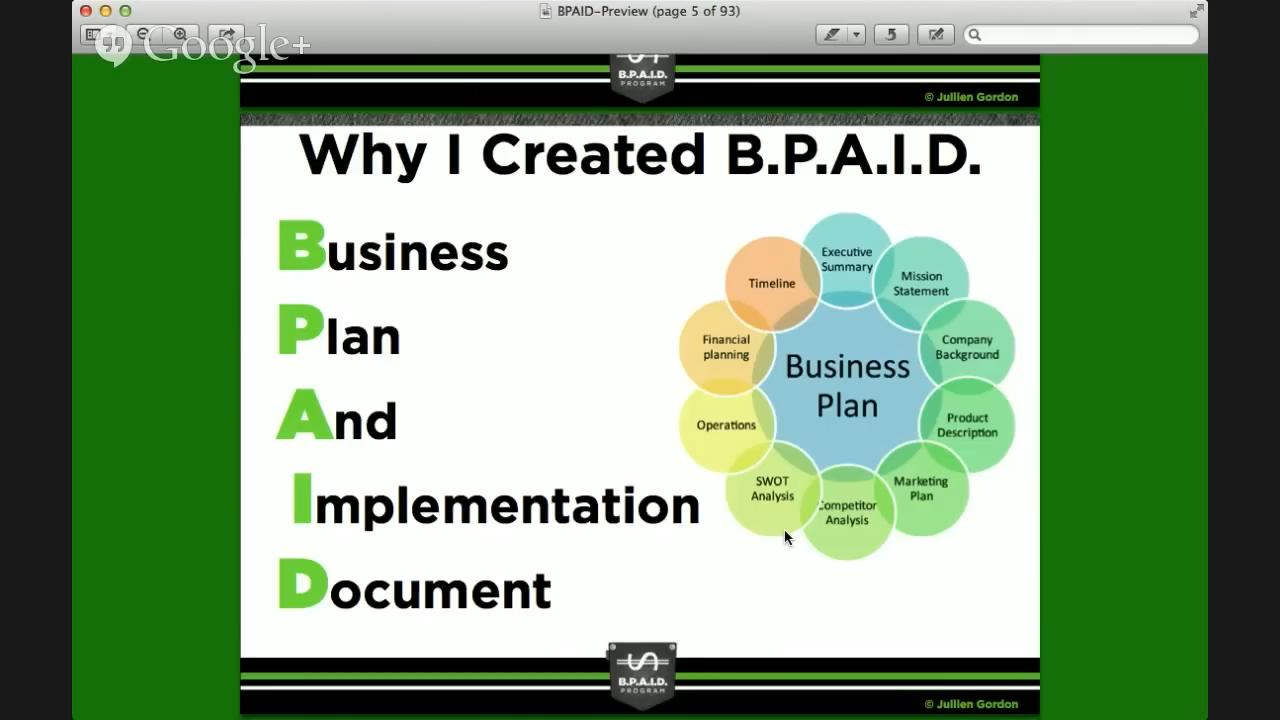 BPAID-Preview (page 5 of 93)
Google+
B.P.A.I.D.
PROGRAM
© Jullien Gordon
Why I Created B.P.A.I.D.
Business
Plan
And
Implementation
Document
Executive
Summary
Mission
Statement
Company
Background
Product
Description
Marketing
Plan
Competitor
Analysis
SWOT
Analysis
Operations
Financial
planning
Timeline
Business
Plan
B.P.A.I.D.
PROGRAM
© Jullien Gordon